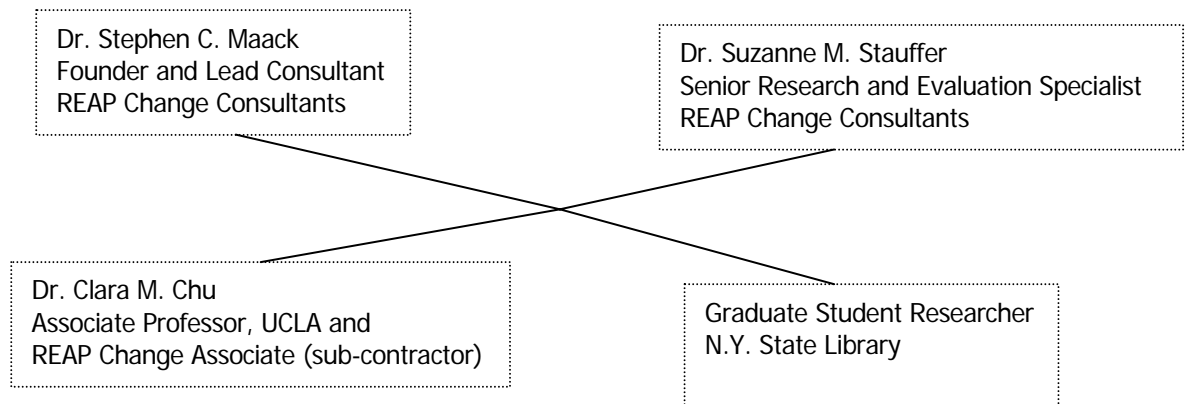 Dr. Stephen C. Maack
Founder and Lead Consultant
REAP Change Consultants
Dr. Suzanne M. Stauffer
Senior Research and Evaluation Specialist
REAP Change Consultants
Dr. Clara M. Chu
Associate Professor, UCLA and
REAP Change Associate (sub-contractor)
Graduate Student Researcher
N.Y. State Library